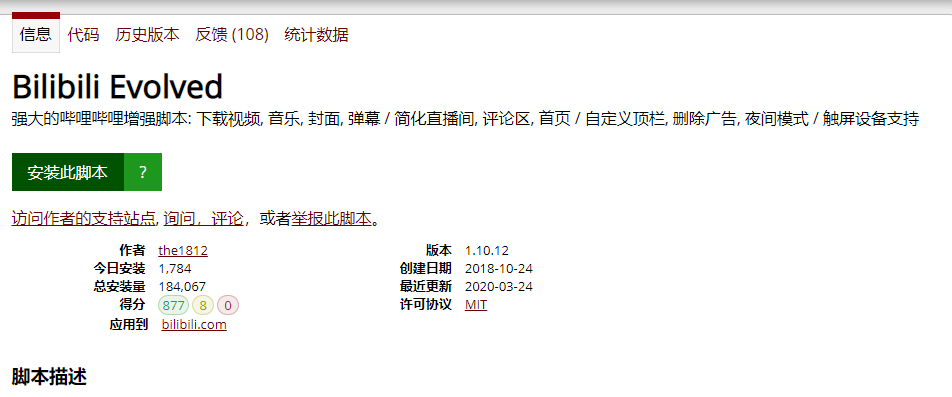 信息 代码 历史版本 反馈 (108) 统计数据
Bilibili Evolved
强大的哔哩哔哩增强脚本: 下载视频, 音乐, 封面, 弹幕 / 简化直播间, 评论区, 首页 / 自定义顶栏, 删除广告, 夜间模式 / 触屏设备支持
安装此脚本 ?
访问作者的支持站点, 询问，评论，或者举报此脚本。
作者 the1812 版本 1.10.12
今日安装 1,784 创建日期 2018-10-24
总安装量 184,067 最近更新 2020-03-24
得分 877 8 0 许可协议 MIT
应用到 bilibili.com
脚本描述